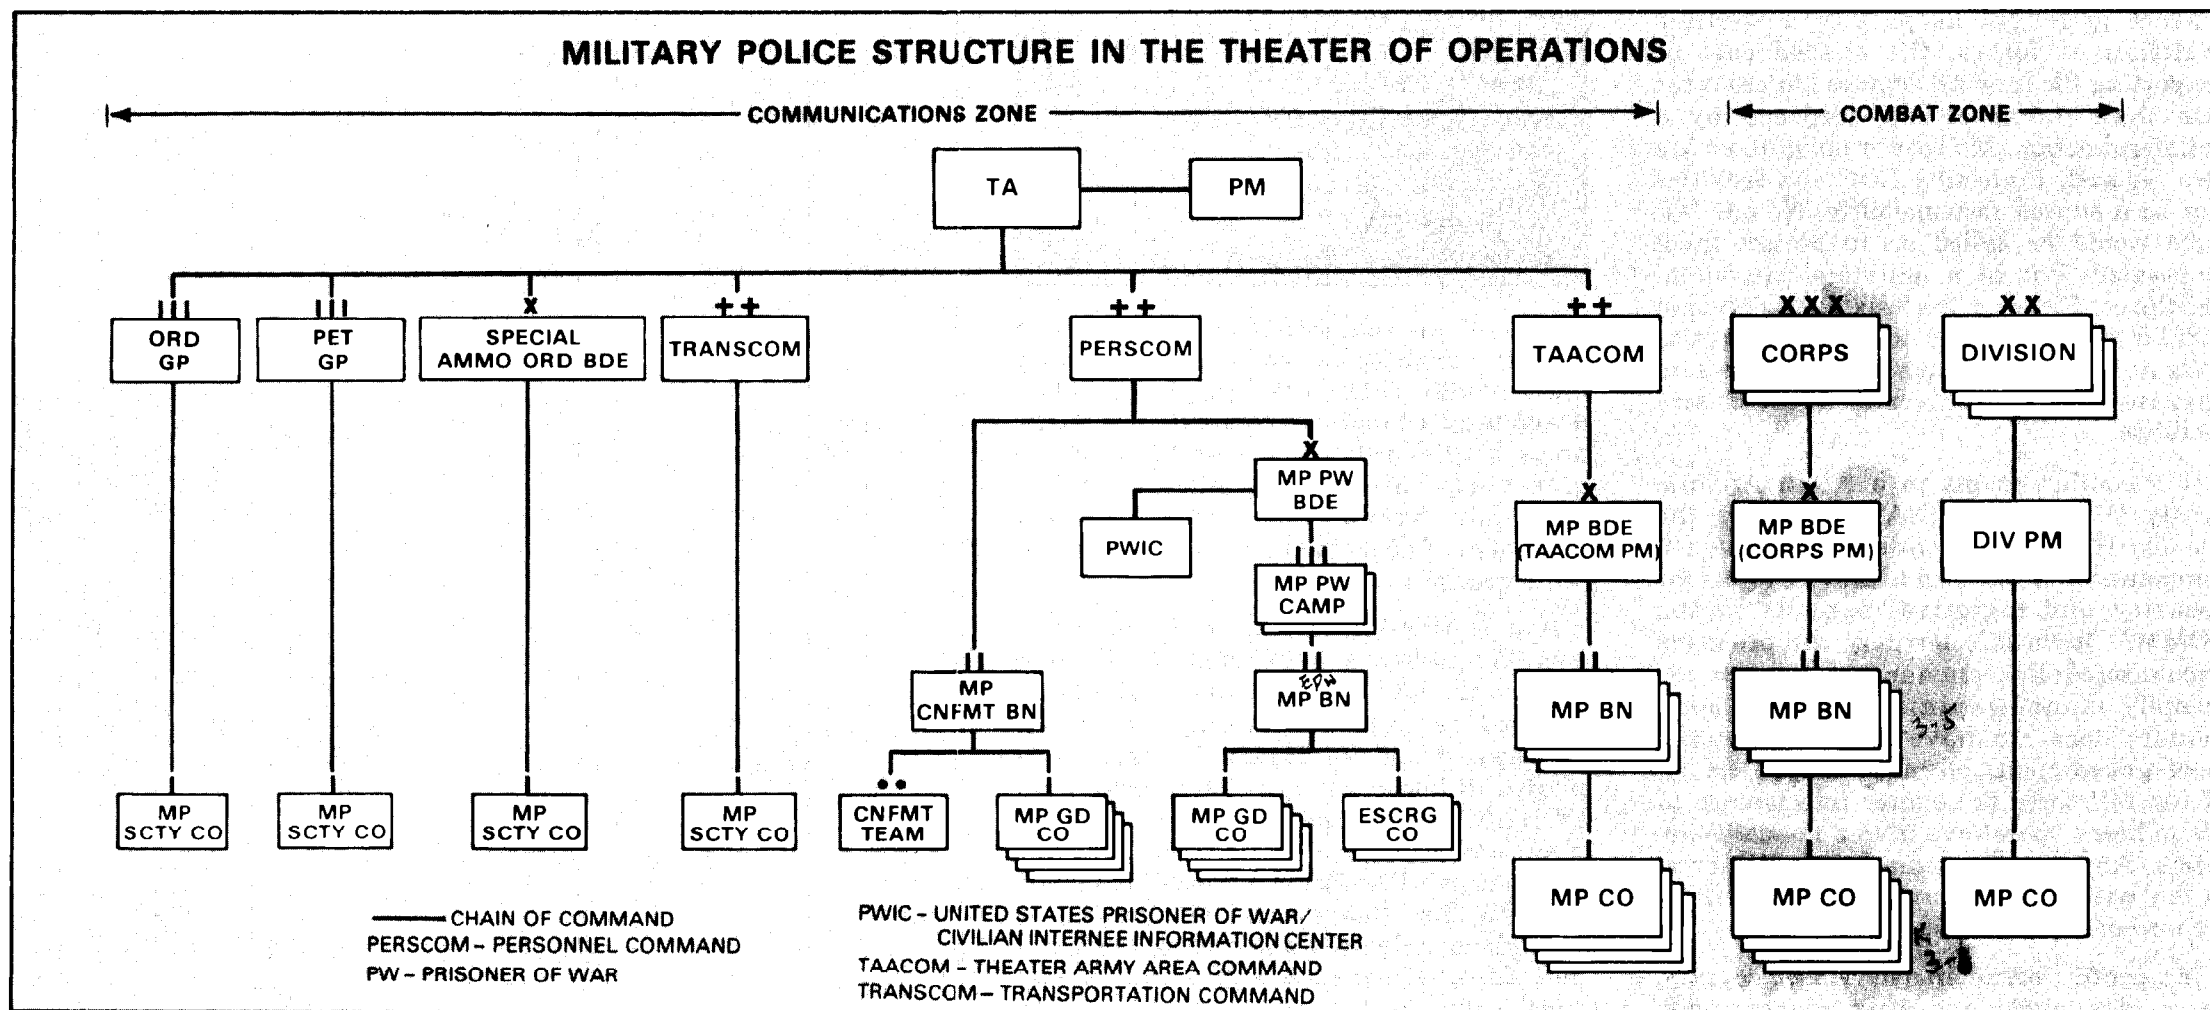 MILITARY POLICE STRUCTURE IN THE THEATER OF OPERATIONS
COMMUNICATIONS ZONE
COMBAT ZONE
TA
PM
ORD
GP
PET
GP
X
SPECIAL
AMMO ORD BDE
++
TRANSCOM
++
PERSCOM
++
TAACOM
XXX
CORPS
XX
DIVISION
X
MP PW
BDE
PWIC
MP PW
CAMP
X
MP BDE
(TAACOM PM)
X
MP BDE
(CORPS PM)
DIV PM
MP
CNFMT BN
EPW
MP BN
MP BN
MP BN
3-5
MP
SCTY CO
MP
SCTY CO
MP
SCTY CO
MP
SCTY CO
CNFMT
TEAM
MP GD
CO
MP GD
CO
ESCRG
CO
MP CO
MP CO
MP CO
CHAIN OF COMMAND
PERSCOM – PERSONNEL COMMAND
PW – PRISONER OF WAR
PWIC – UNITED STATES PRISONER OF WAR/
CIVILIAN INTERNEE INFORMATION CENTER
TAACOM – THEATER ARMY AREA COMMAND
TRANSCOM – TRANSPORTATION COMMAND